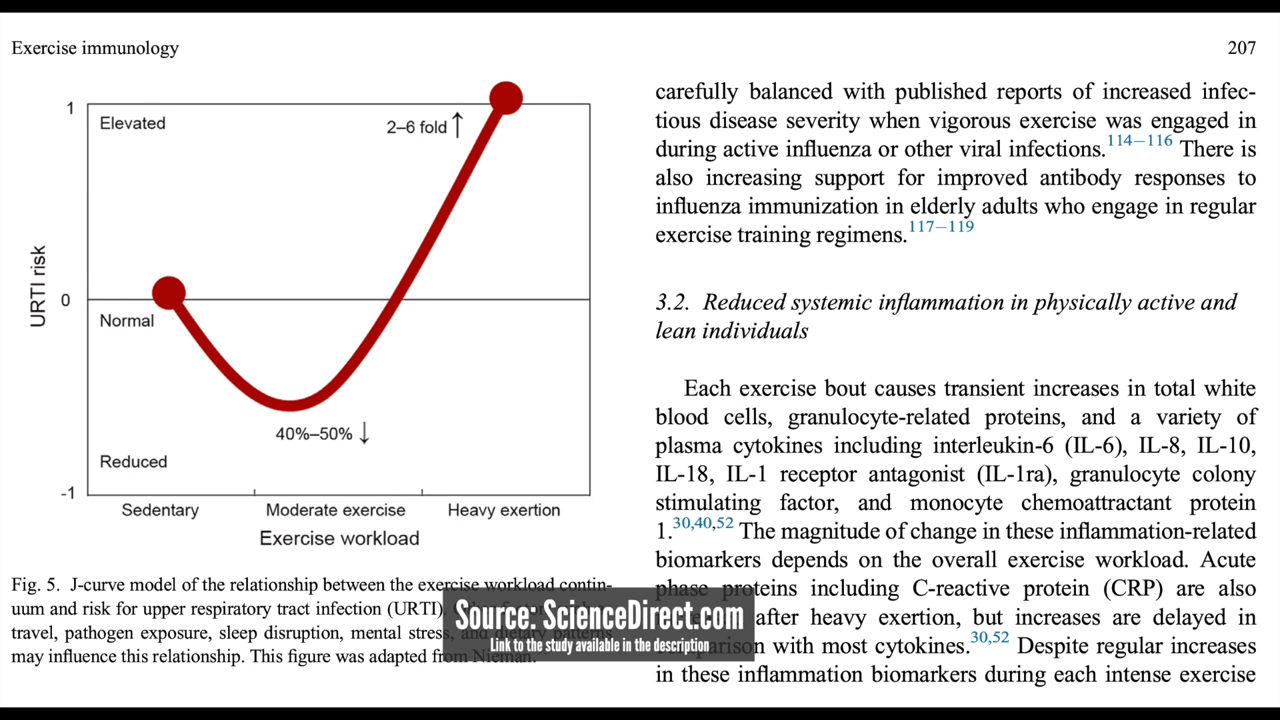 Exercise immunology
207
1
Elevated
2–6 fold ↑
URTI risk
0
Normal
40%–50% ↓
Reduced
-1
Sedentary
Moderate exercise
Heavy exertion
Exercise workload
Fig. 5. J-curve model of the relationship between the exercise workload contin-
uum and risk for upper respiratory tract infection (URTI).
travel, pathogen exposure, sleep disruption, mental stress, and dietary patterns
may influence this relationship. This figure was adapted from Nieman.
carefully balanced with published reports of increased infec-
tious disease severity when vigorous exercise was engaged in
during active influenza or other viral infections.114–116 There is
also increasing support for improved antibody responses to
influenza immunization in elderly adults who engage in regular
exercise training regimens.117–119
3.2. Reduced systemic inflammation in physically active and
lean individuals
Each exercise bout causes transient increases in total white
blood cells, granulocyte-related proteins, and a variety of
plasma cytokines including interleukin-6 (IL-6), IL-8, IL-10,
IL-18, IL-1 receptor antagonist (IL-1ra), granulocyte colony
stimulating factor, and monocyte chemoattractant protein
1.30,40,52 The magnitude of change in these inflammation-related
biomarkers depends on the overall exercise workload. Acute
phase proteins including C-reactive protein (CRP) are also
after heavy exertion, but increases are delayed in
comparison with most cytokines.30,52 Despite regular increases
in these inflammation biomarkers during each intense exercise
Source: ScienceDirect.com
Link to the study available in the description